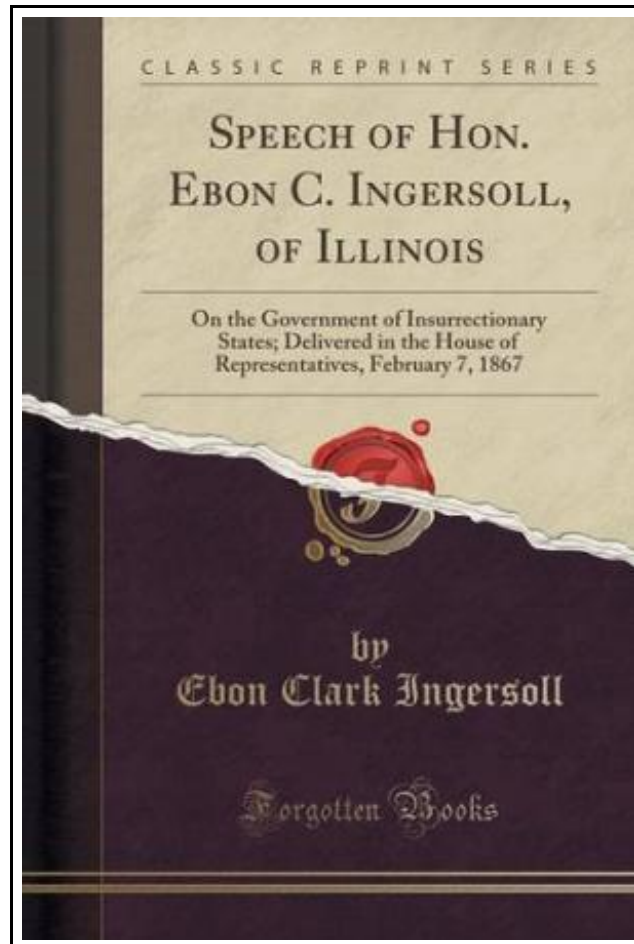 CLASSIC REPRINT SERIES
SPEECH OF HON.
EBON C. INGERSOLL,
OF ILLINOIS
On the Government of Insurrectionary
States; Delivered in the House of
Representatives, February 7, 1867
by
Ebon Clark Ingersoll
Forgotten Books